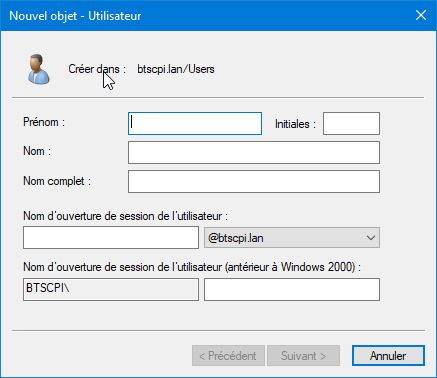 Nouvel objet - Utilisateur
Créer dans : btscpi.lan/Users
Prénom : Initiales :
Nom :
Nom complet :
Nom d'ouverture de session de l'utilisateur :
@btscpi.lan
Nom d'ouverture de session de l'utilisateur (antérieur à Windows 2000) :
BTSCPI\
< Précédent Suivant > Annuler